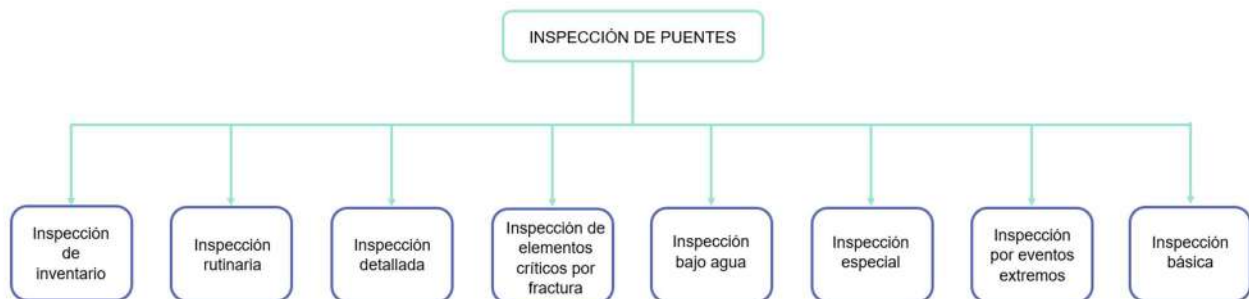 INSPECCIÓN DE PUENTES
Inspección
de
inventario
Inspección
rutinaria
Inspección
detallada
Inspección de
elementos
críticos por
fractura
Inspección
bajo agua
Inspección
especial
Inspección
por eventos
extremos
Inspección
básica